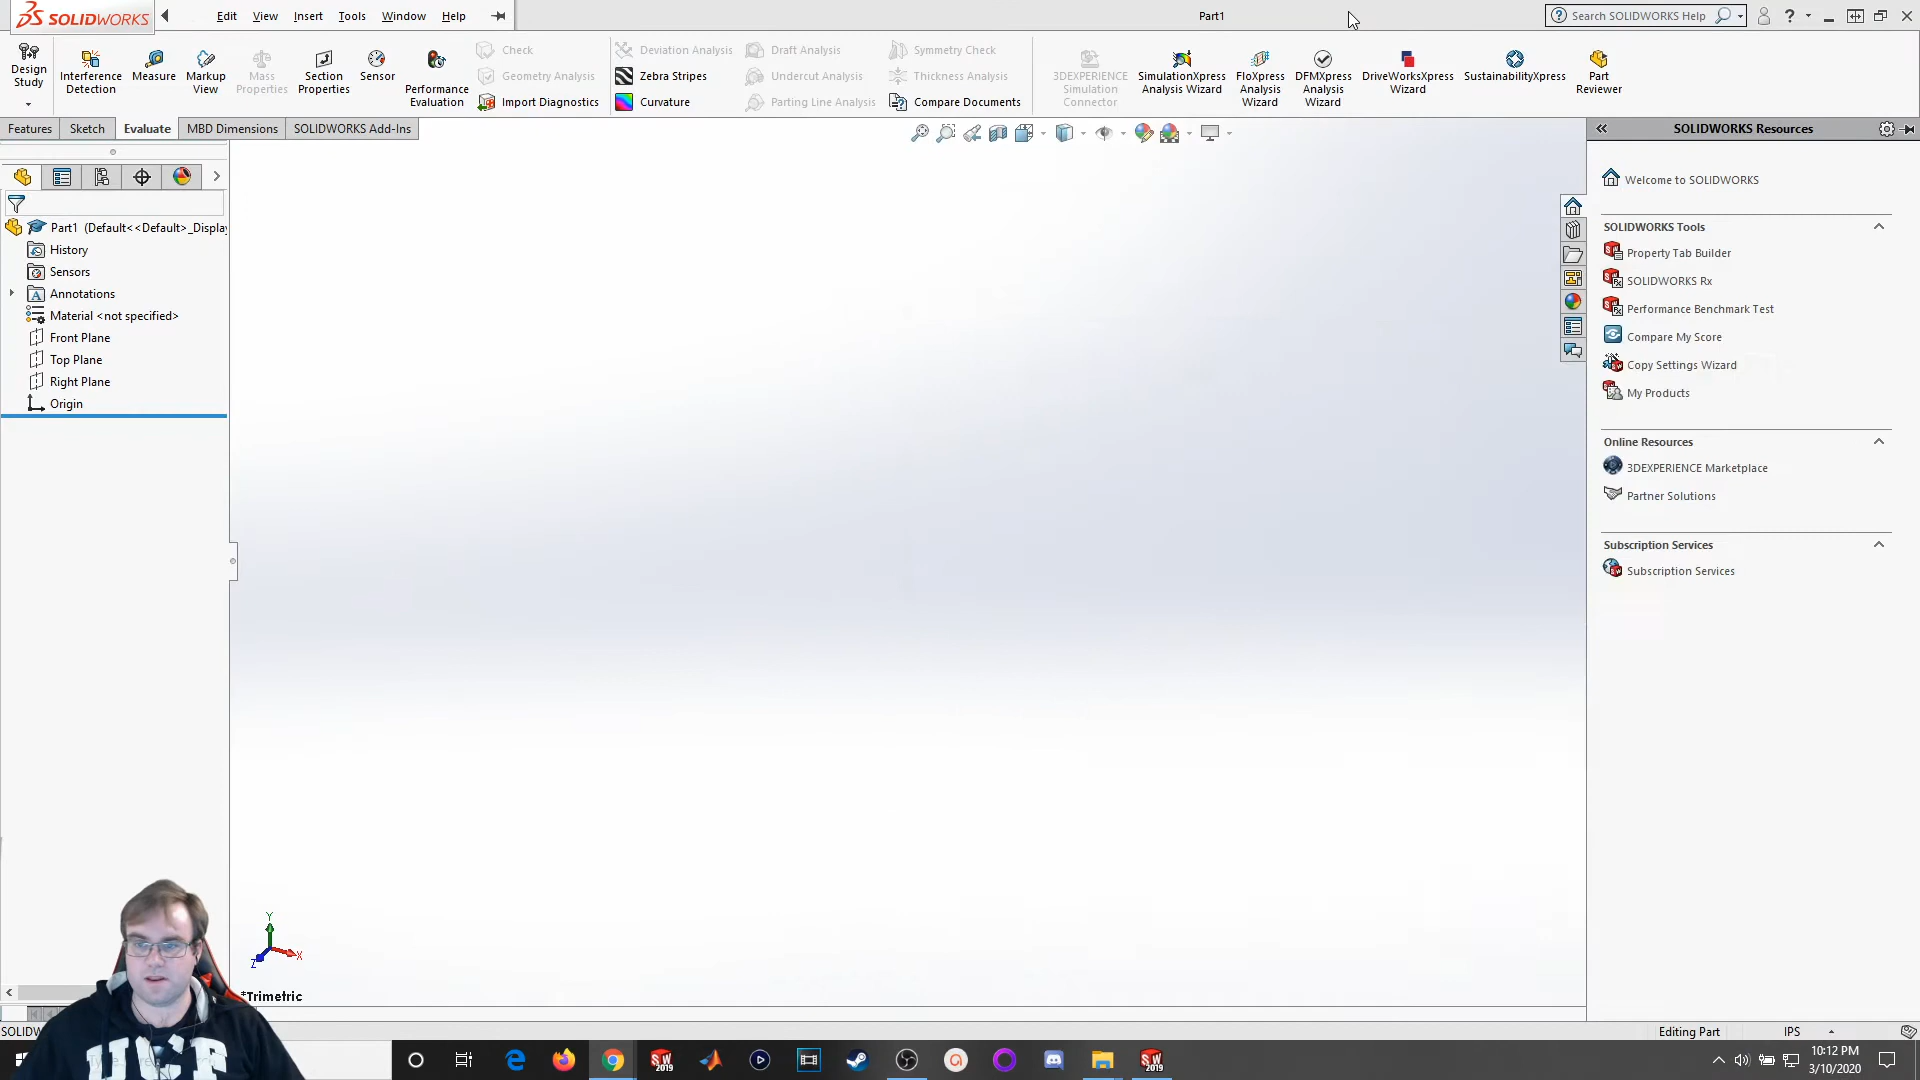 SOLIDWORKS
Edit View Insert Tools Window Help
Part1
Search SOLIDWORKS Help
Design Study
Interference Detection
Measure
Markup View
Mass Properties
Section Properties
Sensor
Performance Evaluation
Check
Geometry Analysis
Import Diagnostics
Deviation Analysis
Zebra Stripes
Curvature
Draft Analysis
Undercut Analysis
Parting Line Analysis
Symmetry Check
Thickness Analysis
Compare Documents
3DEXPERIENCE Simulation Connector
SimulationXpress Analysis Wizard
FloXpress Analysis Wizard
DFMXpress Analysis Wizard
DriveWorksXpress Wizard
SustainabilityXpress
Part Reviewer
Features Sketch Evaluate MBD Dimensions SOLIDWORKS Add-Ins
Part1 (Default<<Default>_Displa
History
Sensors
Annotations
Material <not specified>
Front Plane
Top Plane
Right Plane
Origin
Y
X
Z
*Trimetric
SOLIDWORKS Resources
Welcome to SOLIDWORKS
SOLIDWORKS Tools
Property Tab Builder
SOLIDWORKS Rx
Performance Benchmark Test
Compare My Score
Copy Settings Wizard
My Products
Online Resources
3DEXPERIENCE Marketplace
Partner Solutions
Subscription Services
Subscription Services
SOLIDW
Editing Part
IPS
SW 2019
SW 2019
10:12 PM
3/10/2020